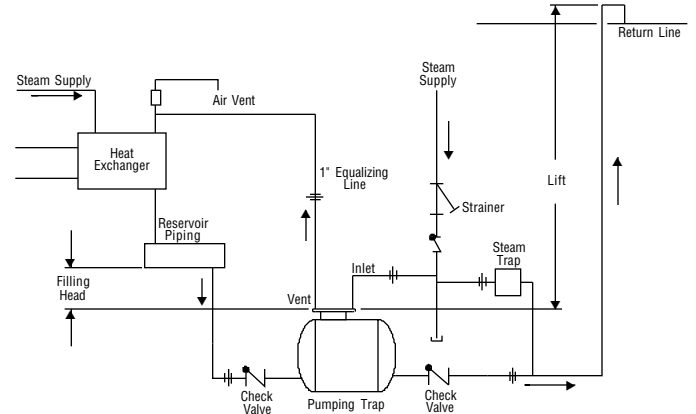 Return Line
Steam Supply
Air Vent
Steam
Supply
Heat
Exchanger
1" Equalizing
Line
Lift
Strainer
Reservoir
Piping
Steam
Trap
Inlet
Filling
Head
Vent
Check
Valve
Pumping Trap
Check
Valve